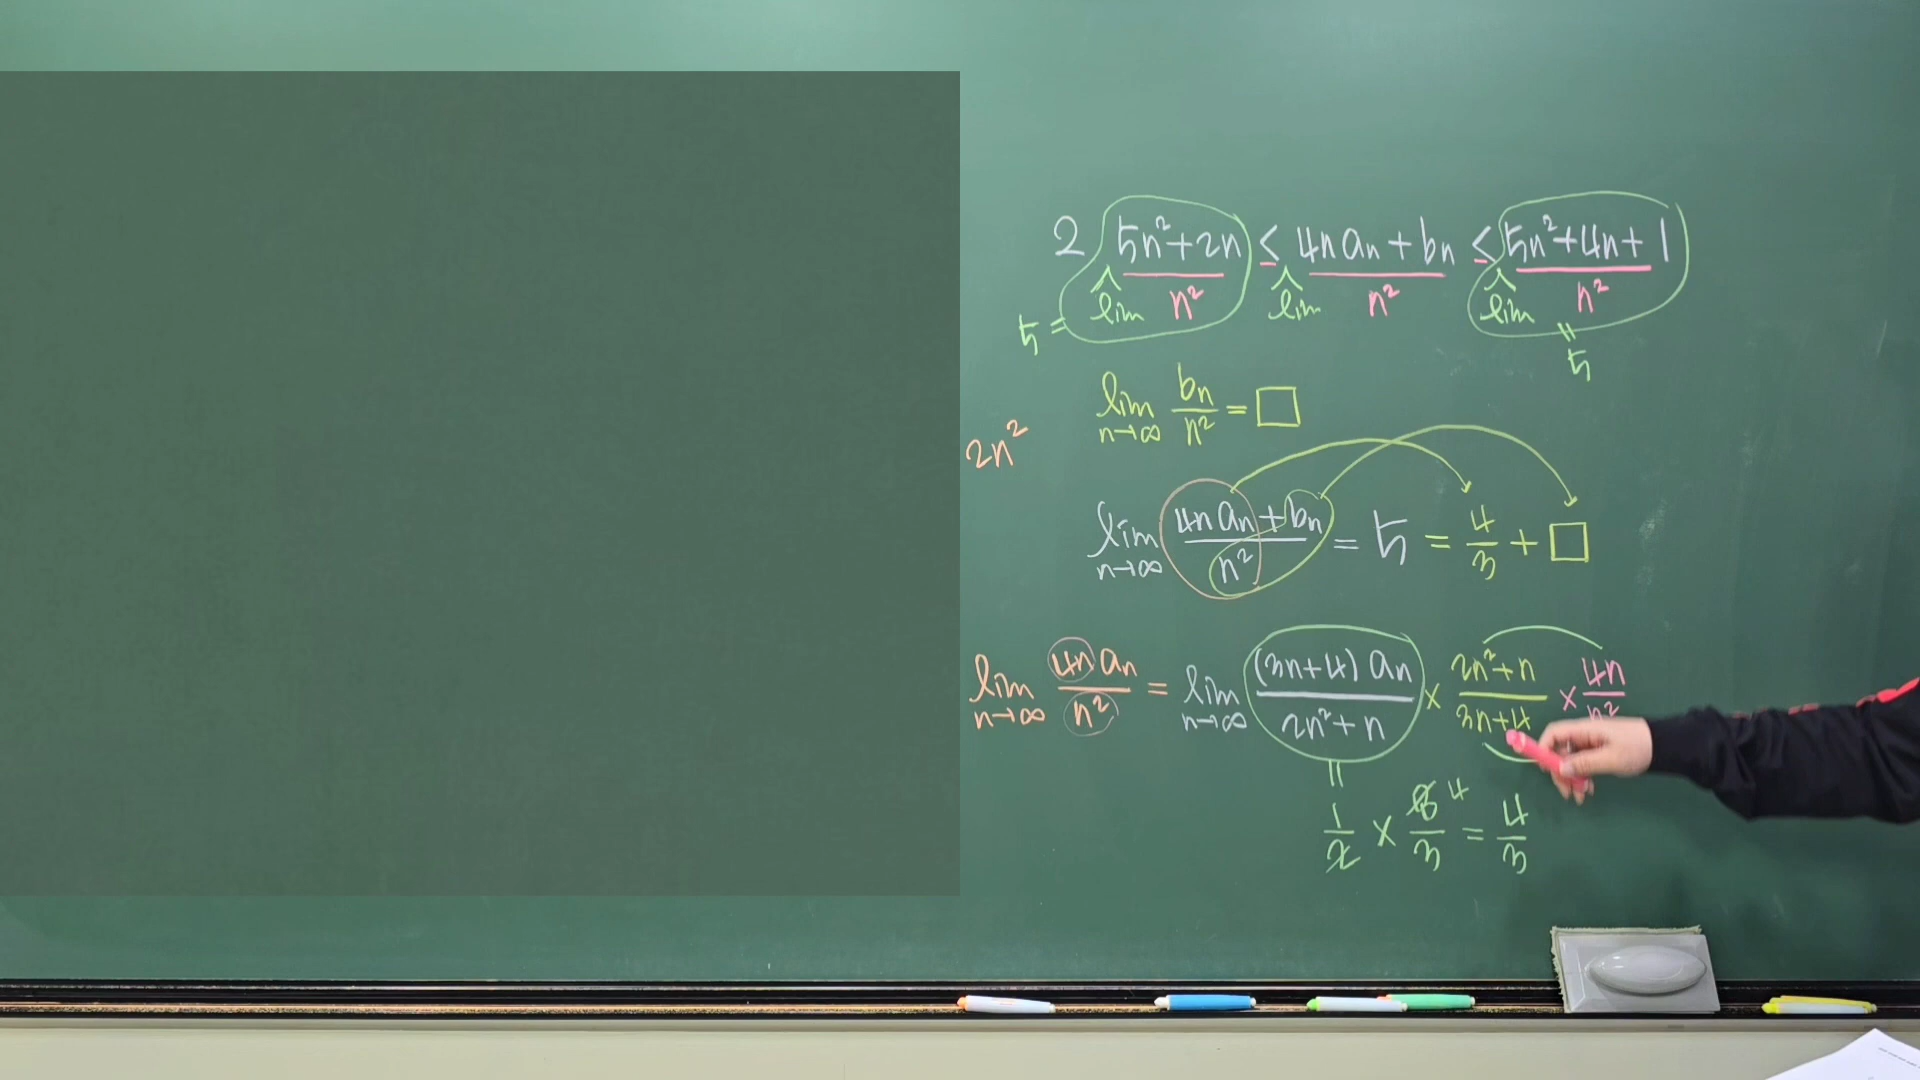 2 5n²+2n/n² ≤ 4n aₙ + bₙ/n² ≤ 5n²+4n+1/n²
lim lim lim
5 = = 5
lim n→∞ bₙ/n² = □
2n²
lim n→∞ 4n aₙ + bₙ/n² = 5 = 4/3 + □
lim n→∞ 4n aₙ/n² = lim n→∞ (3n+4) aₙ/2n²+n × 2n²+n/3n+4 × 4n/n²
=
1/2 × 8/3 4 = 4/3